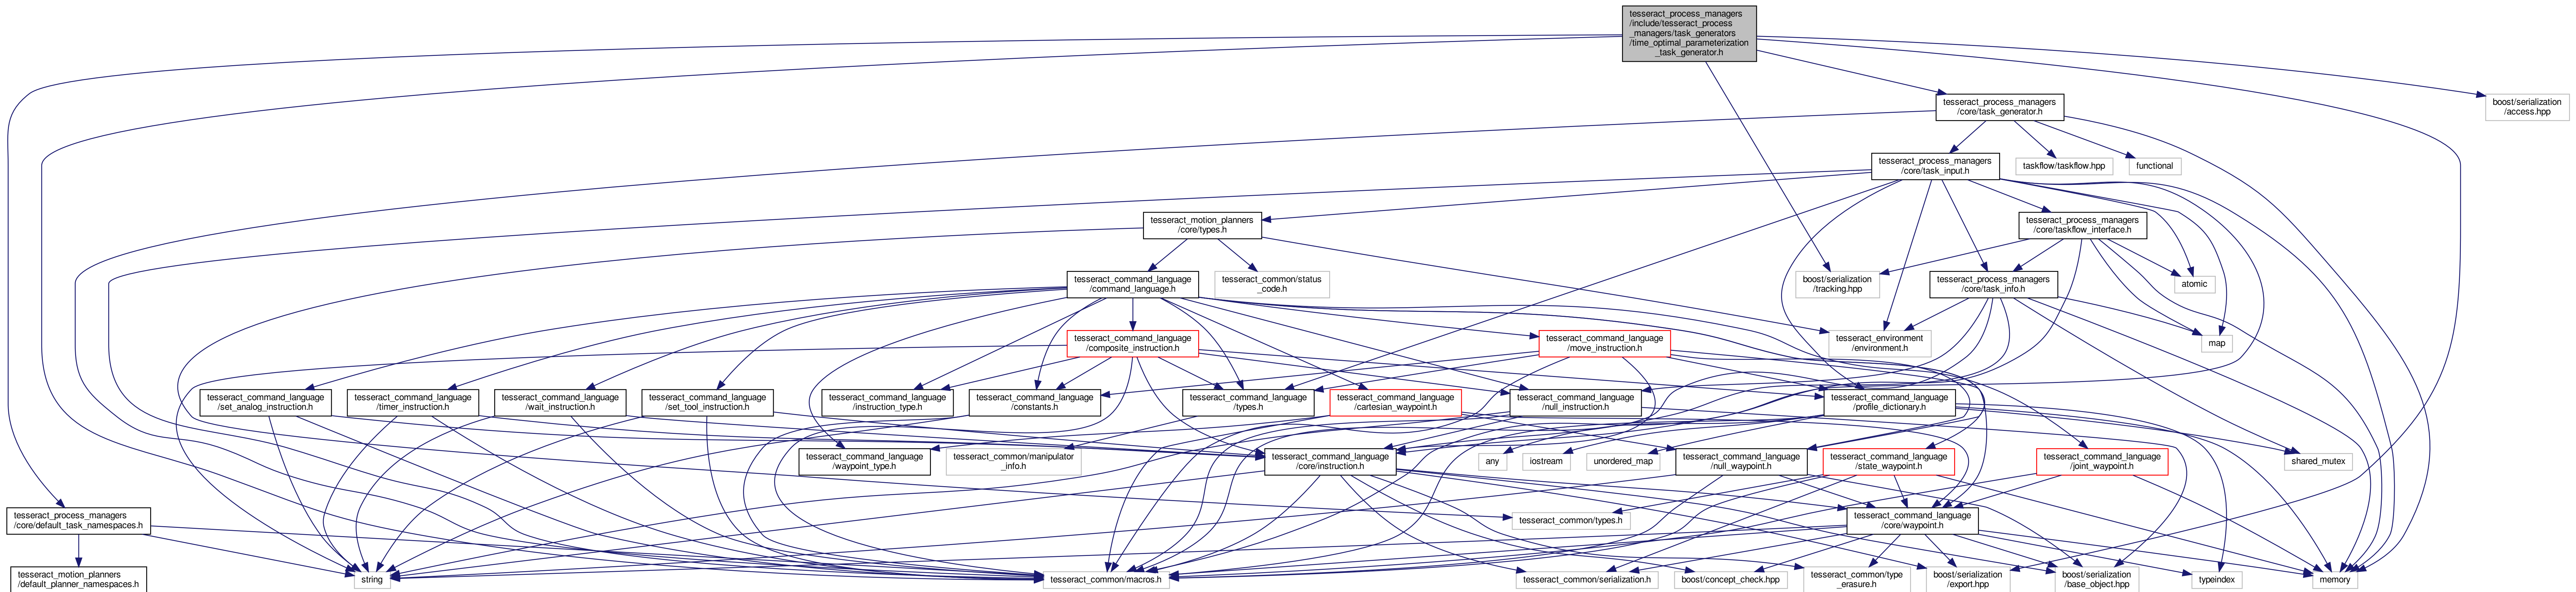 tesseract_process_managers
/include/tesseract_process
_managers/task_generators
/time_optimal_parameterization
_task_generator.h
tesseract_process_managers
/core/task_generator.h
boost/serialization
/access.hpp
tesseract_process_managers
/core/task_input.h
taskflow/taskflow.hpp
functional
tesseract_motion_planners
/core/types.h
tesseract_process_managers
/core/taskflow_interface.h
tesseract_command_language
/command_language.h
tesseract_common/status
_code.h
boost/serialization
/tracking.hpp
tesseract_process_managers
/core/task_info.h
atomic
tesseract_command_language
/composite_instruction.h
tesseract_command_language
/move_instruction.h
tesseract_environment
/environment.h
map
tesseract_command_language
/set_analog_instruction.h
tesseract_command_language
/timer_instruction.h
tesseract_command_language
/wait_instruction.h
tesseract_command_language
/set_tool_instruction.h
tesseract_command_language
/instruction_type.h
tesseract_command_language
/constants.h
tesseract_command_language
/types.h
tesseract_command_language
/cartesian_waypoint.h
tesseract_command_language
/null_instruction.h
tesseract_command_language
/profile_dictionary.h
tesseract_command_language
/waypoint_type.h
tesseract_common/manipulator
_info.h
tesseract_command_language
/core/instruction.h
any
iostream
unordered_map
tesseract_command_language
/null_waypoint.h
tesseract_command_language
/state_waypoint.h
tesseract_command_language
/joint_waypoint.h
shared_mutex
tesseract_process_managers
/core/default_task_namespaces.h
tesseract_common/types.h
tesseract_command_language
/core/waypoint.h
tesseract_motion_planners
/default_planner_namespaces.h
string
tesseract_common/macros.h
tesseract_common/serialization.h
boost/concept_check.hpp
tesseract_common/type
_erasure.h
boost/serialization
/export.hpp
boost/serialization
/base_object.hpp
typeindex
memory